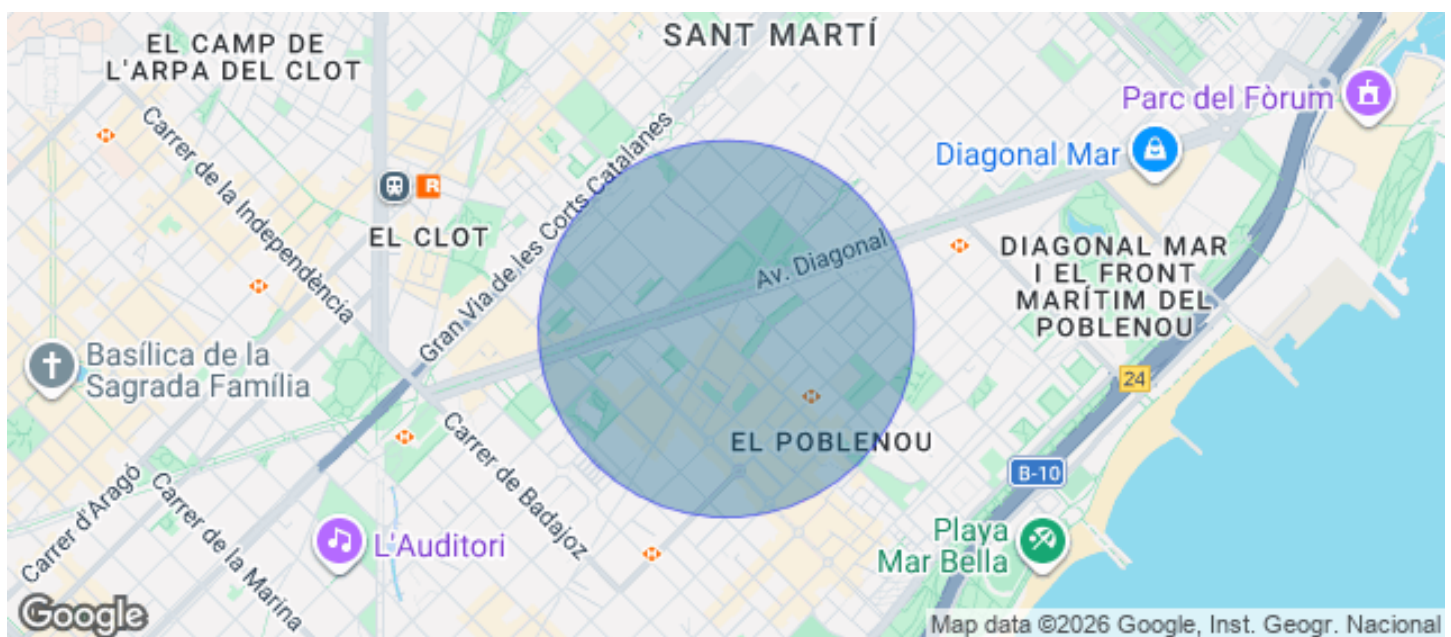 SANT MARTÍ
EL CAMP DE
L'ARPA DEL CLOT
Parc del Fòrum
Carrer de la Independència
Gran Via de les Corts Catalanes
Diagonal Mar
R
EL CLOT
Av. Diagonal
DIAGONAL MAR
I EL FRONT
MARÍTIM DEL
POBLENOU
Basílica de la
Sagrada Família
24
EL POBLENOU
Carrer de Badajoz
B-10
Carrer d'Aragó
Carrer de la Marina
L'Auditori
Playa
Mar Bella
Google
Map data ©2026 Google, Inst. Geogr. Nacional